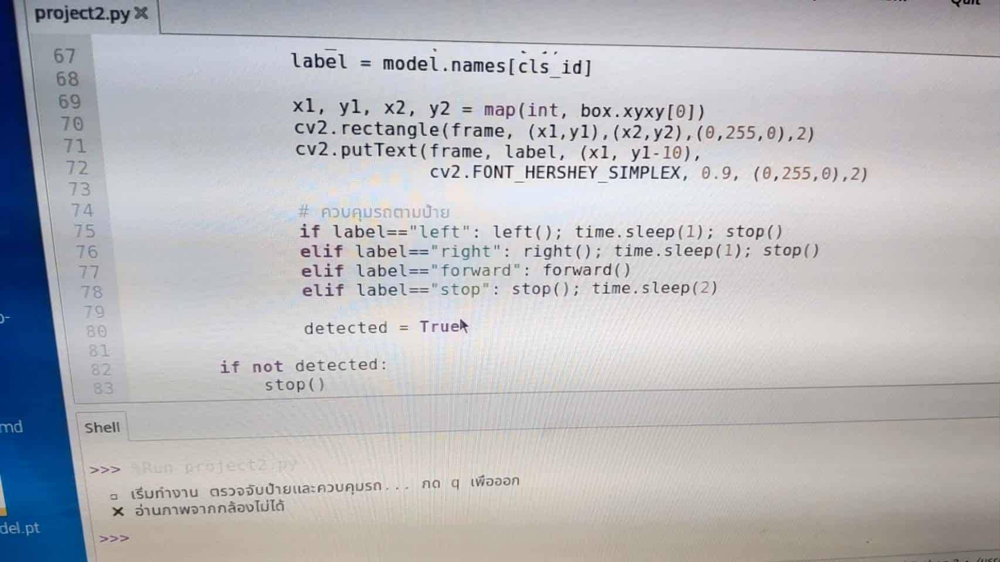 project2.py
67 label = model.names[cls_id]
68
69 x1, y1, x2, y2 = map(int, box.xyxy[0])
70 cv2.rectangle(frame, (x1,y1),(x2,y2),(0,255,0),2)
71 cv2.putText(frame, label, (x1, y1-10),
72 cv2.FONT_HERSHEY_SIMPLEX, 0.9, (0,255,0),2)
73
74 # ควบคุมรถตามป้าย
75 if label=="left": left(); time.sleep(1); stop()
76 elif label=="right": right(); time.sleep(1); stop()
77 elif label=="forward": forward()
78 elif label=="stop": stop(); time.sleep(2)
79
80 detected = True
81
82 if not detected:
83 stop()
Shell
>>> %Run project2.py
เริ่มทำงาน ตรวจจับป้ายและควบคุมรถ... กด q เพื่อออก
อ่านภาพจากกล้องไม่ได้
>>>
md
del.pt